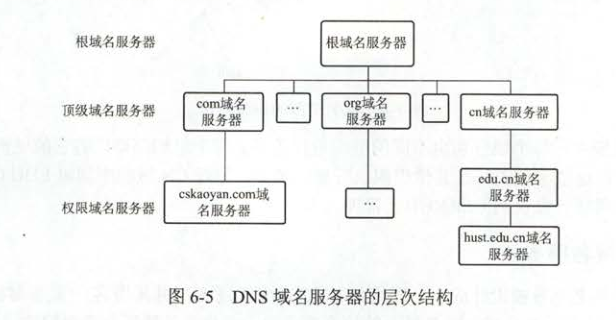 根域名服务器
根域名服务器
顶级域名服务器
com域名
服务器
...
org域名
服务器
...
cn域名服务器
权限域名服务器
cskaoyan.com域
名服务器
...
edu.cn域名
服务器
hust.edu.cn域名
服务器
图 6-5 DNS 域名服务器的层次结构